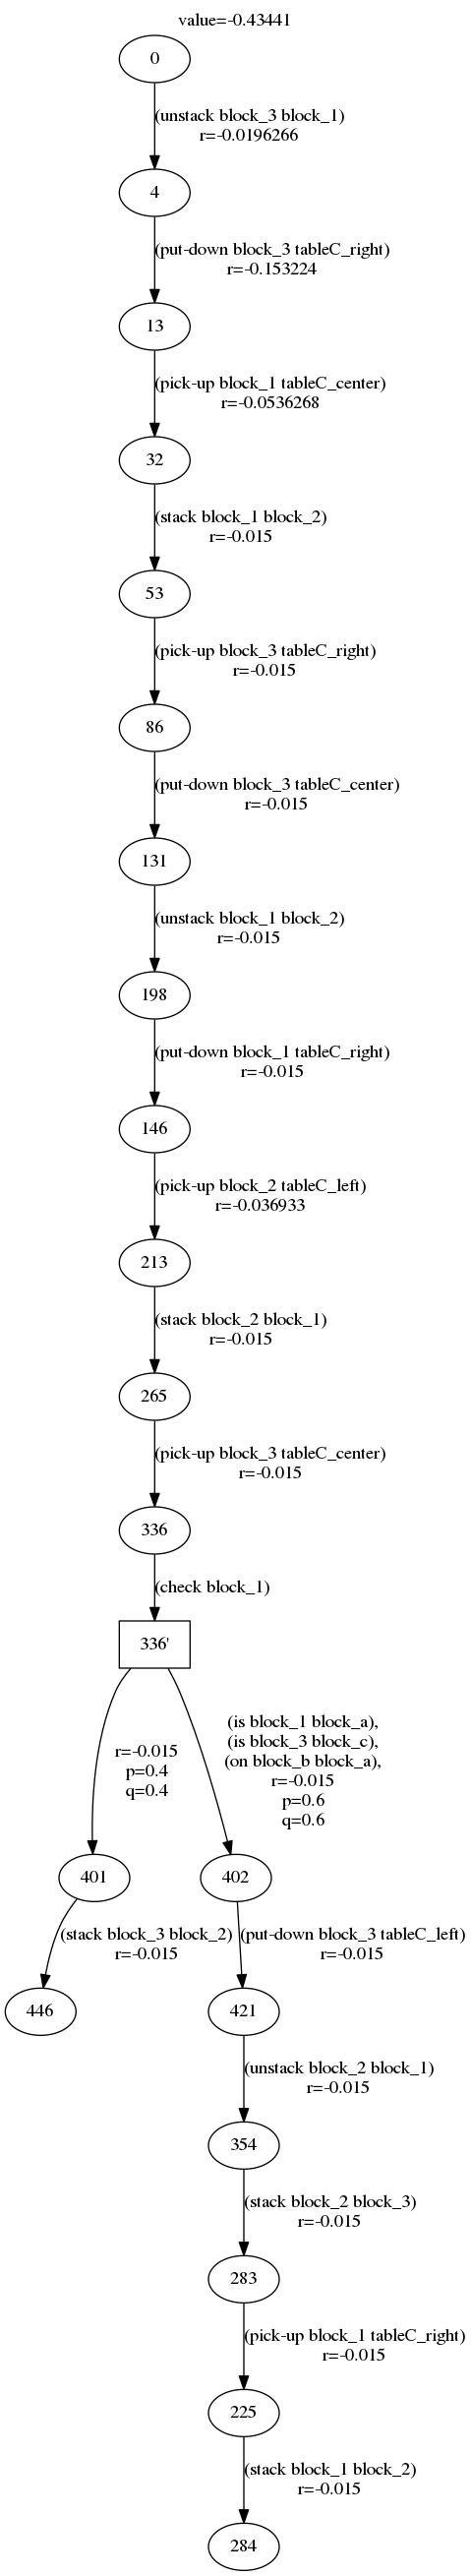 value=-0.43441
0
(unstack block_3 block_1)
r=-0.0196266
4
(put-down block_3 tableC_right)
r=-0.153224
13
(pick-up block_1 tableC_center)
r=-0.0536268
32
(stack block_1 block_2)
r=-0.015
53
(pick-up block_3 tableC_right)
r=-0.015
86
(put-down block_3 tableC_center)
r=-0.015
131
(unstack block_1 block_2)
r=-0.015
198
(put-down block_1 tableC_right)
r=-0.015
146
(pick-up block_2 tableC_left)
r=-0.036933
213
(stack block_2 block_1)
r=-0.015
265
(pick-up block_3 tableC_center)
r=-0.015
336
(check block_1)
336'
r=-0.015
p=0.4
q=0.4
(is block_1 block_a),
(is block_3 block_c),
(on block_b block_a),
r=-0.015
p=0.6
q=0.6
401
402
(stack block_3 block_2)
r=-0.015
(put-down block_3 tableC_left)
r=-0.015
446
421
(unstack block_2 block_1)
r=-0.015
354
(stack block_2 block_3)
r=-0.015
283
(pick-up block_1 tableC_right)
r=-0.015
225
(stack block_1 block_2)
r=-0.015
284